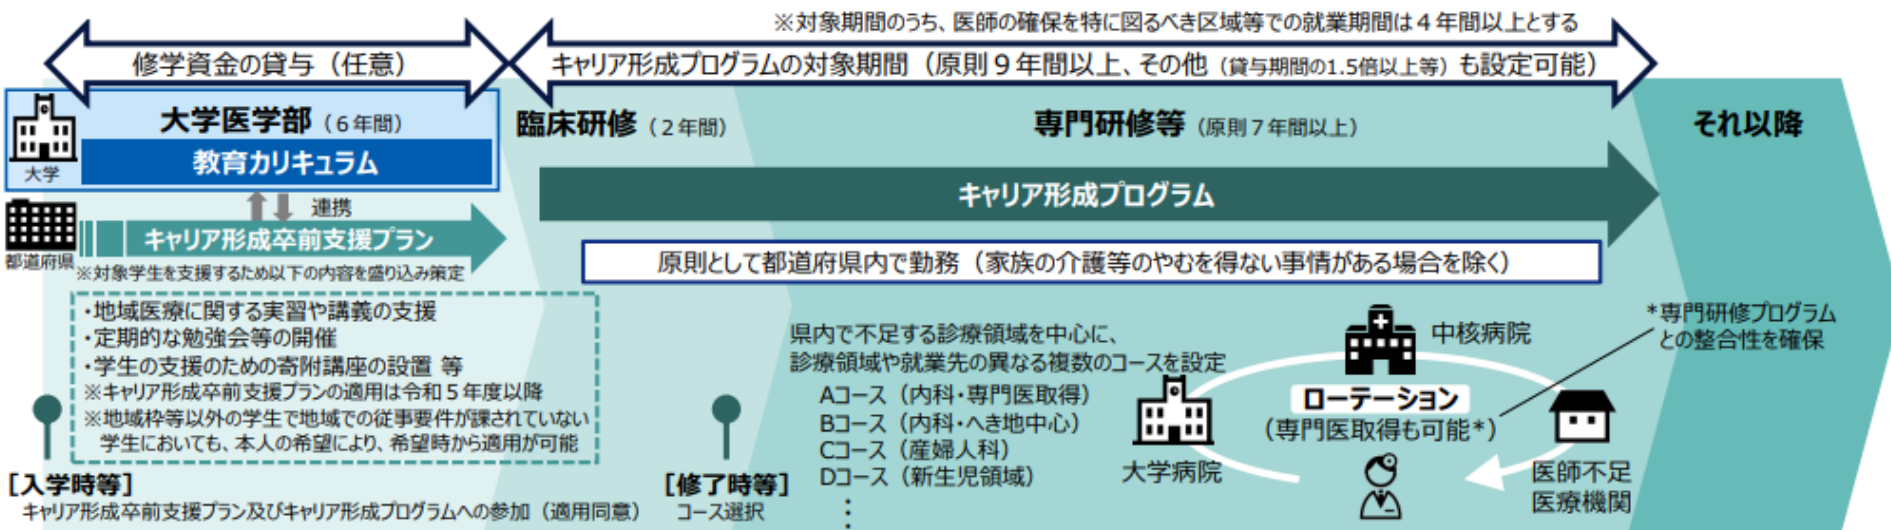 ※対象期間のうち、医師の確保を特に図るべき区域等での就業期間は４年間以上とする
修学資金の貸与（任意）
キャリア形成プログラムの対象期間（原則９年間以上、その他（貸与期間の1.5倍以上等）も設定可能）
大学医学部（６年間）
教育カリキュラム
大学
臨床研修（２年間）
専門研修等（原則７年間以上）
それ以降
キャリア形成プログラム
連携
キャリア形成卒前支援プラン
都道府県
※対象学生を支援するため以下の内容を盛り込み策定
原則として都道府県内で勤務（家族の介護等のやむを得ない事情がある場合を除く）
・地域医療に関する実習や講義の支援
・定期的な勉強会等の開催
・学生の支援のための寄附講座の設置 等
※キャリア形成卒前支援プランの適用は令和５年度以降
※地域枠等以外の学生で地域での従事要件が課されていない
学生においても、本人の希望により、希望時から適用が可能
[入学時等]
キャリア形成卒前支援プラン及びキャリア形成プログラムへの参加（適用同意）
[修了時等]
コース選択
県内で不足する診療領域を中心に、
診療領域や就業先の異なる複数のコースを設定
Aコース（内科・専門医取得）
Bコース（内科・へき地中心）
Cコース（産婦人科）
Dコース（新生児領域）
：
大学病院
中核病院
ローテーション
（専門医取得も可能*）
*専門研修プログラム
との整合性を確保
医師不足
医療機関